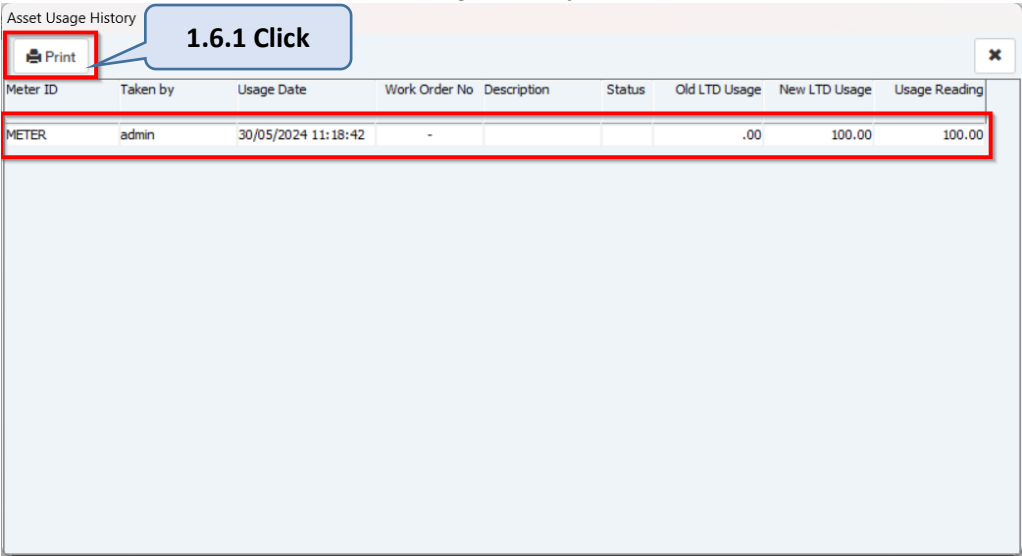 Asset Usage History
1.6.1 Click
Print
Meter ID Taken by Usage Date Work Order No Description Status Old LTD Usage New LTD Usage Usage Reading
METER admin 30/05/2024 11:18:42 - .00 100.00 100.00